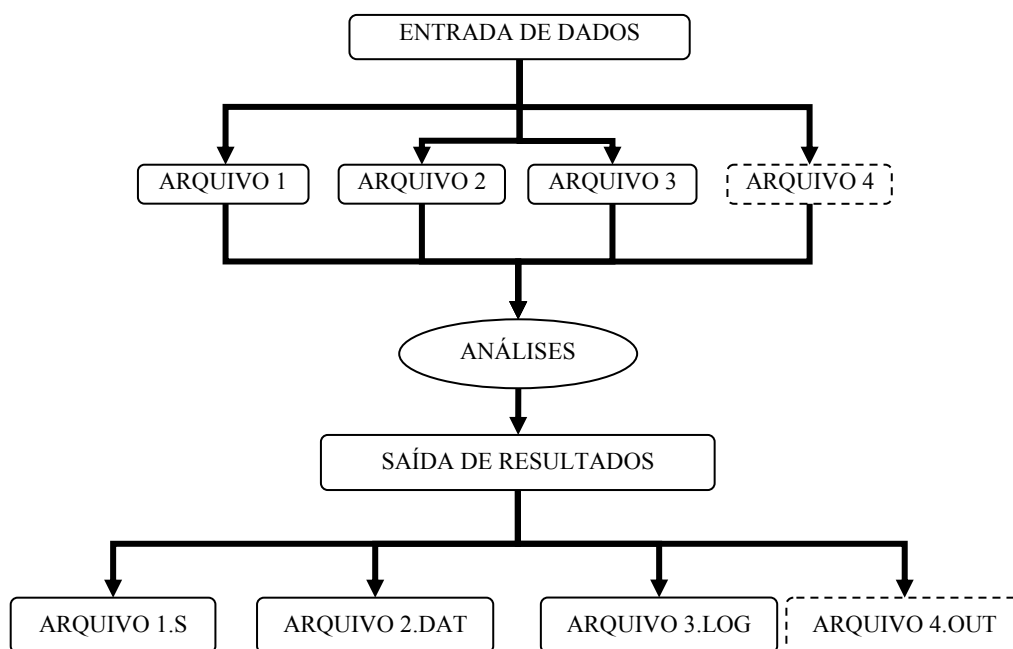 ENTRADA DE DADOS
ARQUIVO 1
ARQUIVO 2
ARQUIVO 3
ARQUIVO 4
ANÁLISES
SAÍDA DE RESULTADOS
ARQUIVO 1.S
ARQUIVO 2.DAT
ARQUIVO 3.LOG
ARQUIVO 4.OUT